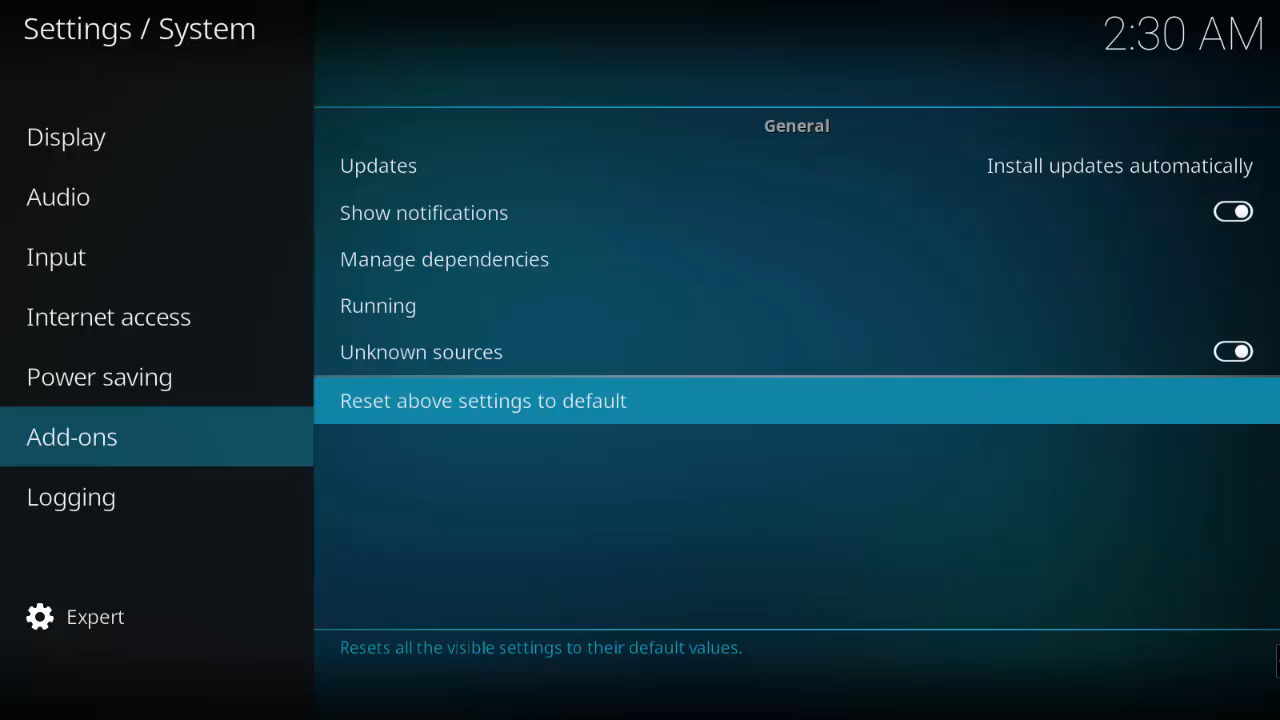 Settings / System
2:30 AM
Display
Audio
Input
Internet access
Power saving
Add-ons
Logging
Expert
General
Updates Install updates automatically
Show notifications
Manage dependencies
Running
Unknown sources
Reset above settings to default
Resets all the visible settings to their default values.